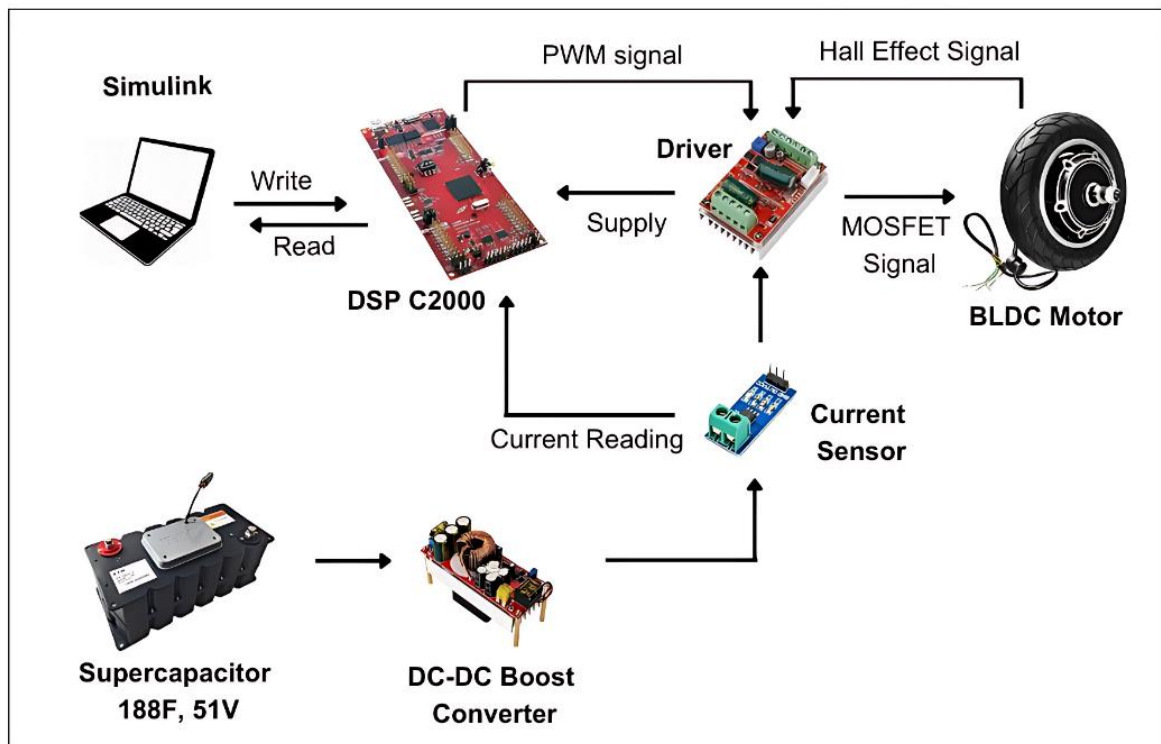 PWM signal
Hall Effect Signal
Simulink
Driver
Write
Read
Supply
MOSFET
Signal
DSP C2000
BLDC Motor
Current Reading
Current
Sensor
Supercapacitor
188F, 51V
DC-DC Boost
Converter